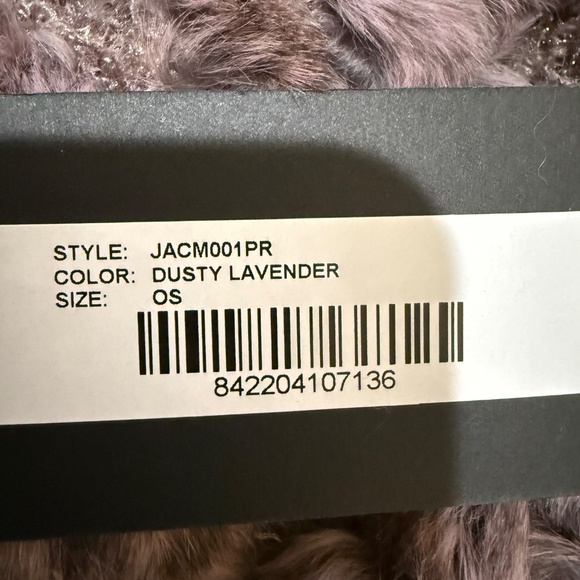 STYLE: JACM001PR
COLOR: DUSTY LAVENDER
SIZE: OS
842204107136